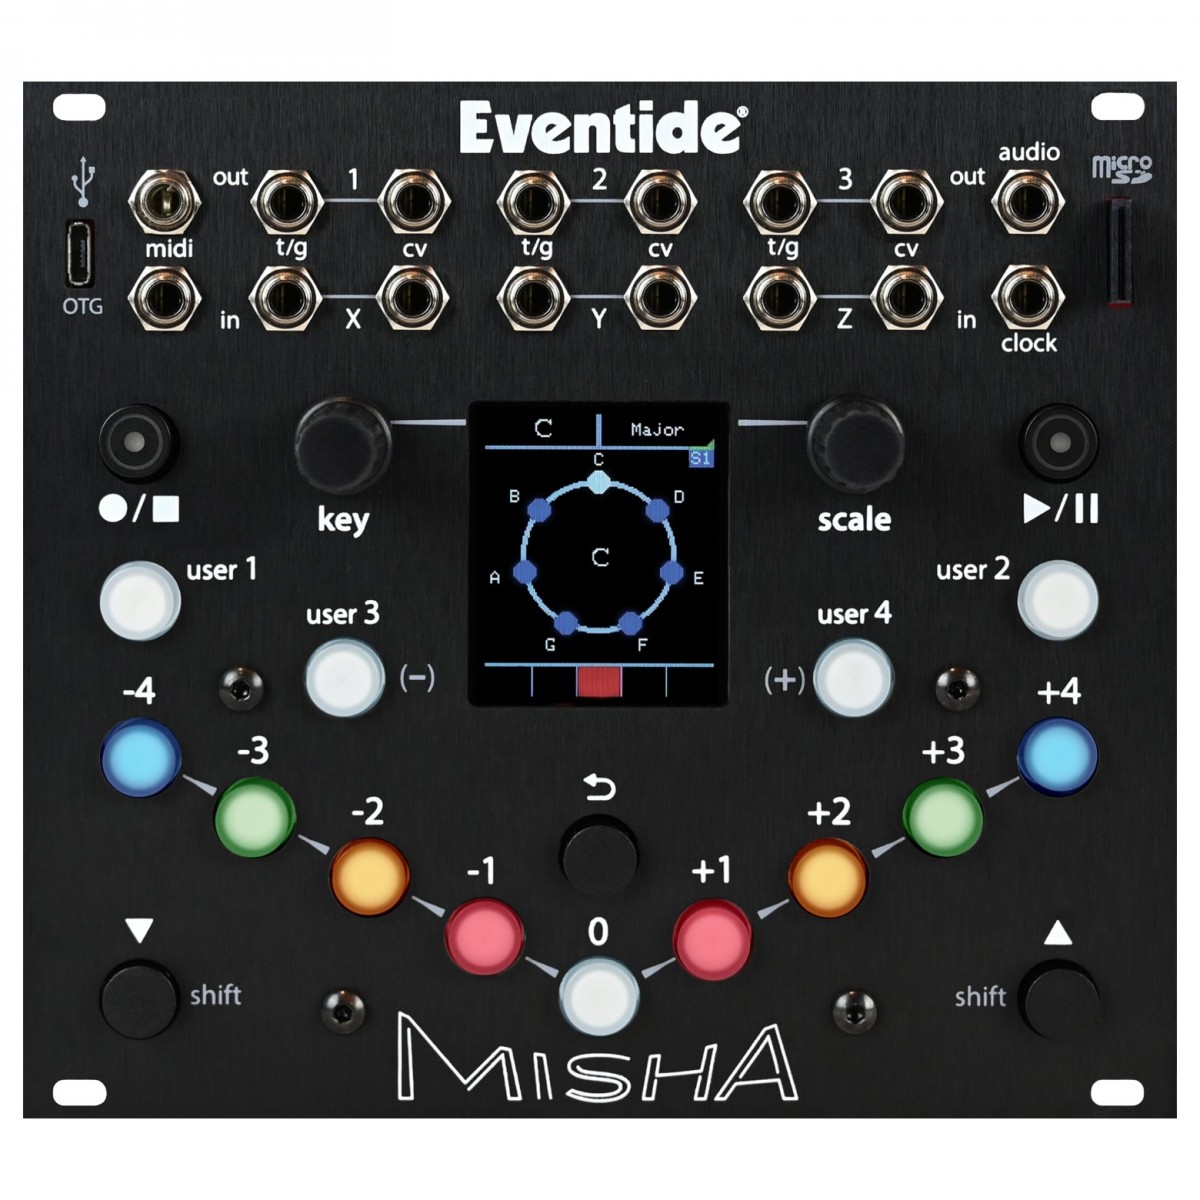 Eventide®
audio
micro SD
out 1 2 3 out
midi t/g cv t/g cv t/g cv
OTG
in X Y Z in
clock
C Major
S1
C
B D
C
A E
G F
key scale
user 1 user 2
user 3 user 4
(-) (+)
-4 +4
-3 +3
-2 +2
-1 +1
0
shift shift
MISHA